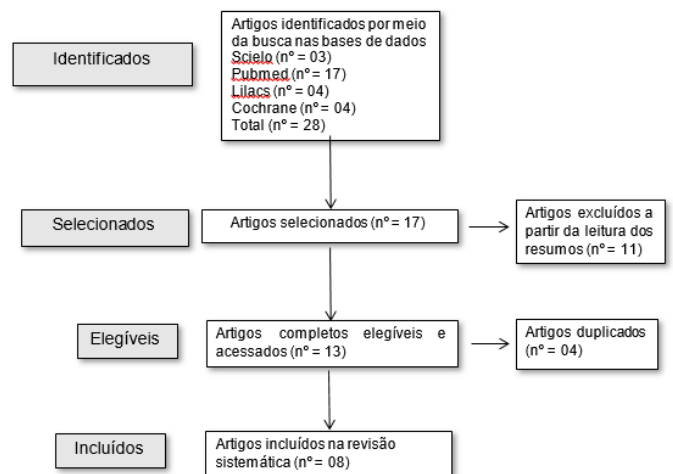 Identificados
Artigos identificados por meio
da busca nas bases de dados
Scielo (nº = 03)
Pubmed (nº = 17)
Lilacs (nº = 04)
Cochrane (nº = 04)
Total (nº = 28)
Selecionados
Artigos selecionados (nº = 17)
Artigos excluídos a
partir da leitura dos
resumos (nº = 11)
Elegíveis
Artigos completos elegíveis e
acessados (nº = 13)
Artigos duplicados
(nº = 04)
Incluídos
Artigos incluídos na revisão
sistemática (nº = 08)